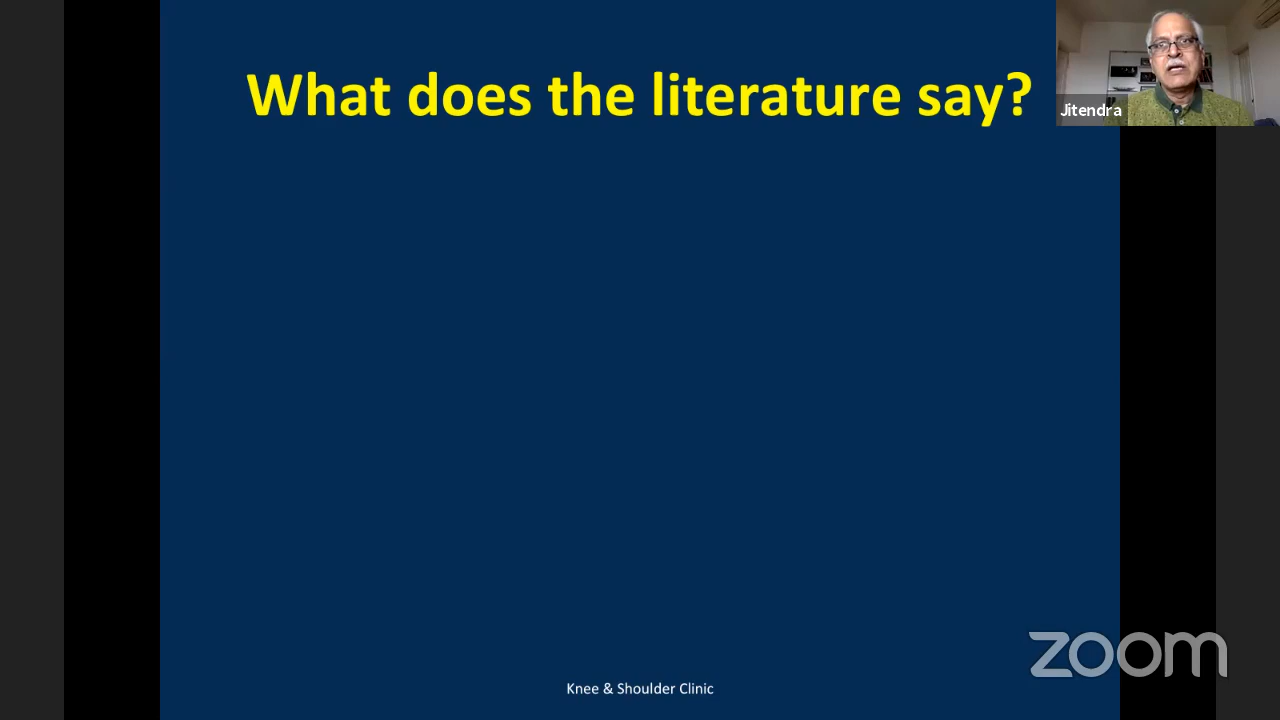 What does the literature say?
Jitendra
zoom
Knee & Shoulder Clinic